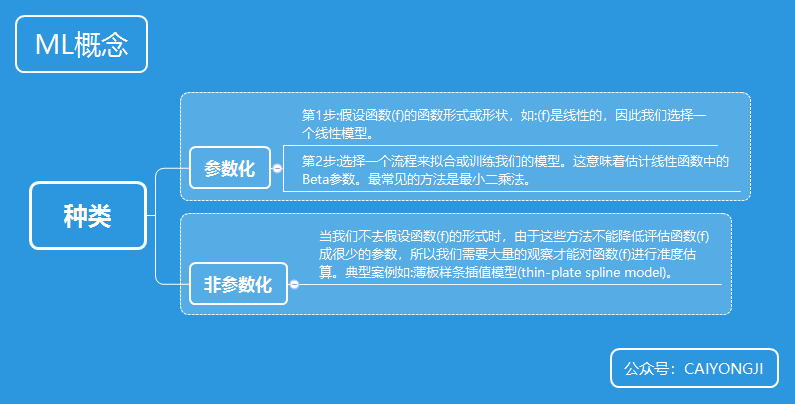 ML概念
种类
参数化
第1步:假设函数(f)的函数形式或形状，如:(f)是线性的，因此我们选择一
个线性模型。
第2步:选择一个流程来拟合或训练我们的模型。这意味着估计线性函数中的
Beta参数。最常见的方法是最小二乘法。
非参数化
当我们不去假设函数(f)的形式时，由于这些方法不能降低评估函数(f)
成很少的参数，所以我们需要大量的观察才能对函数(f)进行准度估
算。典型案例如:薄板样条插值模型(thin-plate spline model)。
公众号：CAIYONGJI